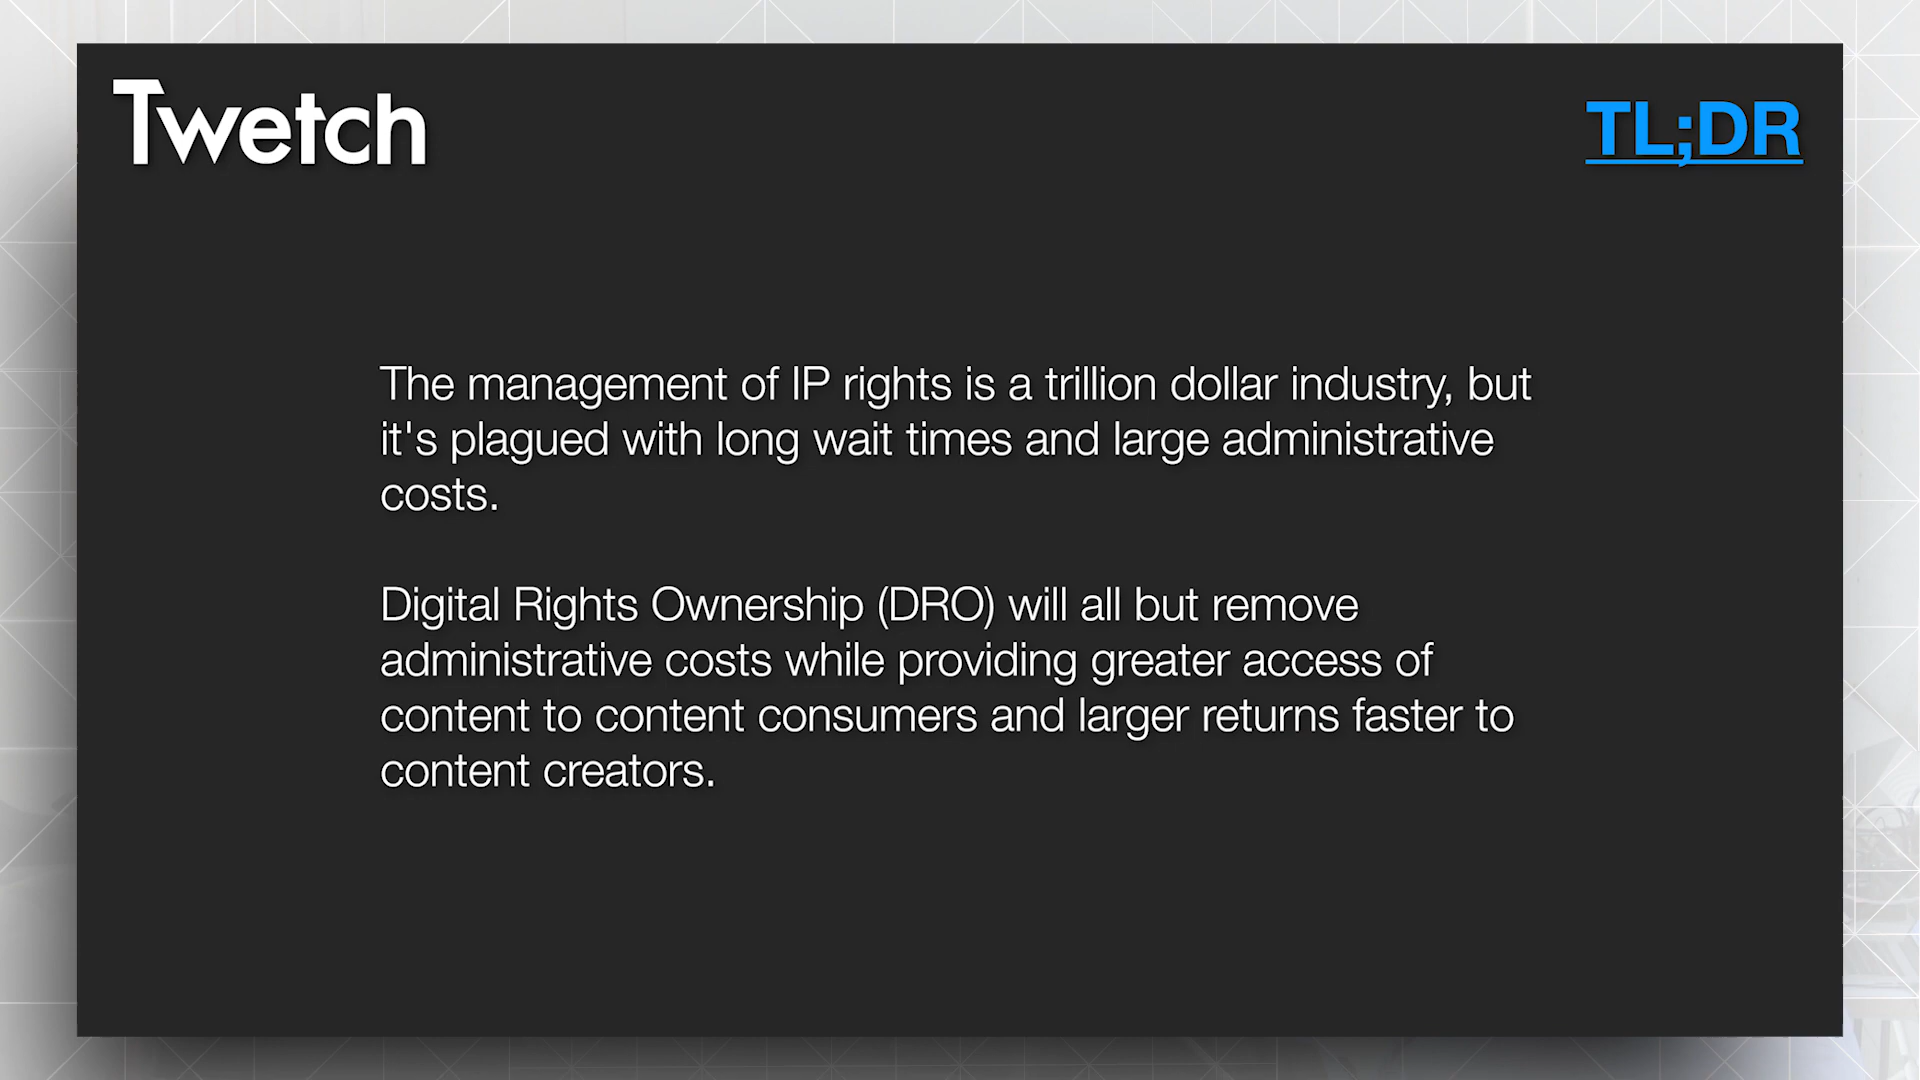 Twetch
TL;DR
The management of IP rights is a trillion dollar industry, but
it's plagued with long wait times and large administrative
costs.
Digital Rights Ownership (DRO) will all but remove
administrative costs while providing greater access of
content to content consumers and larger returns faster to
content creators.